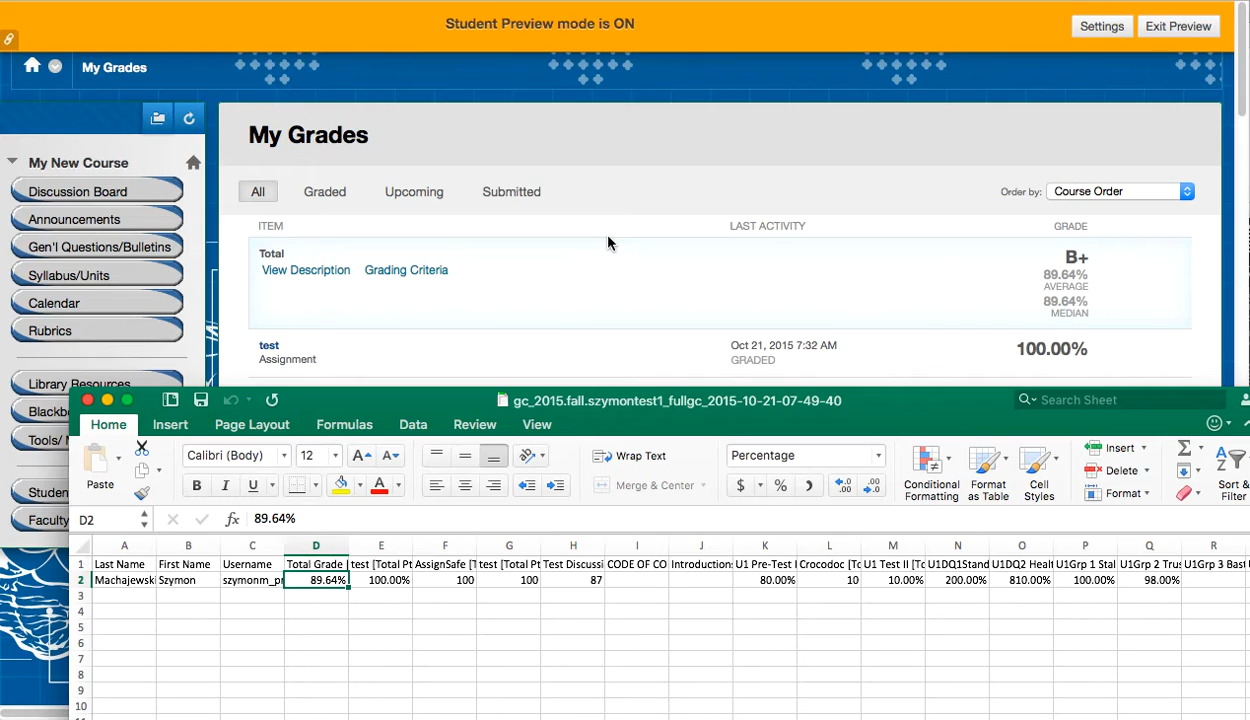 Student Preview mode is ON
Settings
Exit Preview
My Grades
My New Course
Discussion Board
Announcements
Gen'l Questions/Bulletins
Syllabus/Units
Calendar
Rubrics
Library Resources
Blackb
Tools/
Studen
Faculty
My Grades
All Graded Upcoming Submitted
Order by: Course Order
ITEM LAST ACTIVITY GRADE
Total
View Description Grading Criteria
B+
89.64%
AVERAGE
89.64%
MEDIAN
test
Assignment
Oct 21, 2015 7:32 AM
GRADED
100.00%
gc_2015.fall.szymontest1_fullgc_2015-10-21-07-49-40
Search Sheet
Home Insert Page Layout Formulas Data Review View
Paste
Calibri (Body) 12
A A
B I U A
Wrap Text
Merge & Center
Percentage
$ %
Conditional
Formatting
Format
as Table
Cell
Styles
Insert
Delete
Format
Sort &
Filter
D2 fx 89.64%
A B C D E F G H I J K L M N O P Q R
1 Last Name First Name Username Total Grade [ test [Total Pt AssignSafe [T test [Total Pt Test Discussi CODE OF CO Introduction U1 Pre-Test Crocodoc [To U1 Test II [To U1DQ1Stand U1DQ2 Healt U1Grp 1 Stal U1Grp 2 Trus U1Grp 3 Bast
2 Machajewski Szymon szymonm_pr 89.64% 100.00% 100 100 87 80.00% 10 10.00% 200.00% 810.00% 100.00% 98.00%
3
4
5
6
7
8
9
10